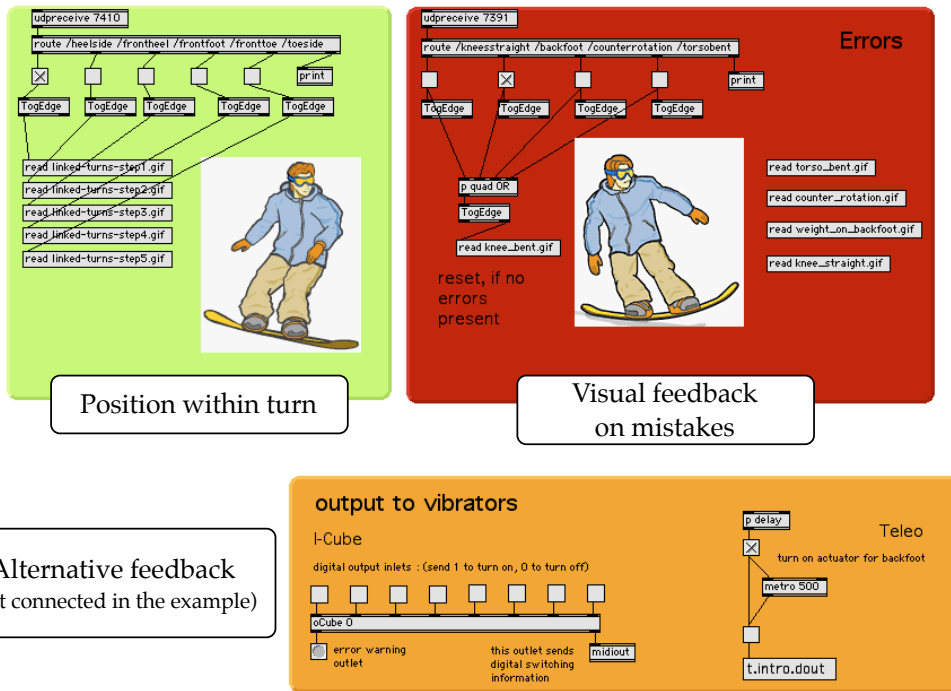 udpreceive 7410
route /heelside /frontheel /frontfoot /fronttoe /toeside
print
TogEdge
TogEdge
TogEdge
TogEdge
TogEdge
read linked-turns-step1.gif
read linked-turns-step2.gif
read linked-turns-step3.gif
read linked-turns-step4.gif
read linked-turns-step5.gif
Position within turn
udpreceive 7391
route /kneesstraight /backfoot /counterrotation /torsobent
Errors
print
TogEdge
TogEdge
TogEdge
TogEdge
p quad OR
TogEdge
read knee_bent.gif
reset, if no
errors
present
read torso_bent.gif
read counter_rotation.gif
read weight_on_backfoot.gif
read knee_straight.gif
Visual feedback
on mistakes
Alternative feedback
t connected in the example)
output to vibrators
I-Cube
digital output inlets : (send 1 to turn on, 0 to turn off)
oCube 0
error warning
outlet
this outlet sends
digital switching
information
midiout
p delay
Teleo
turn on actuator for backfoot
metro 500
t.intro.dout